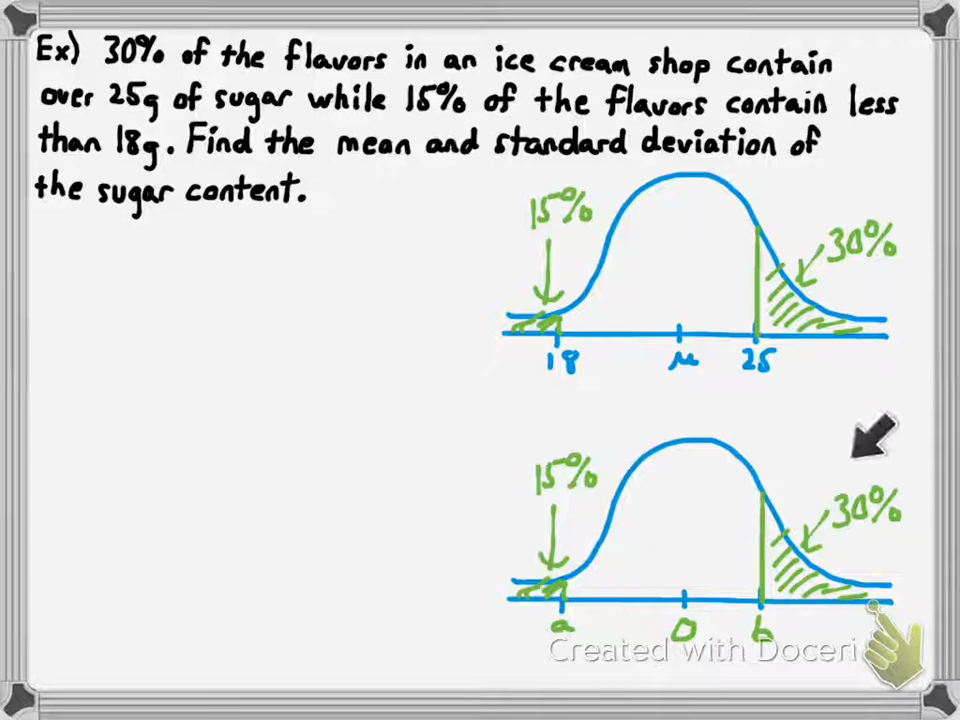 Ex) 30% of the flavors in an ice cream shop contain
over 25g of sugar while 15% of the flavors contain less
than 18g. Find the mean and standard deviation of
the sugar content.
15%
30%
18 μ 25
15%
30%
a 0 b
Created with Doceri